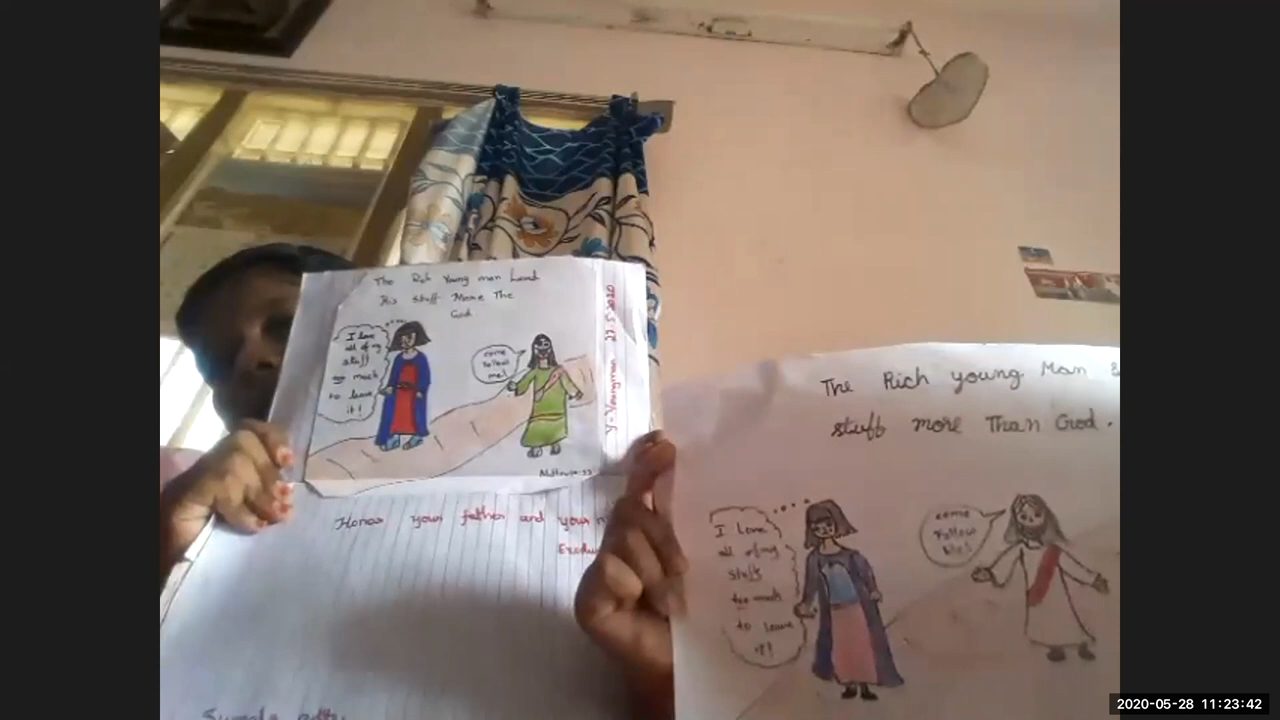 The Rich Young man Loved
His stuff More The
God.
I love
all of my
stuff
too much
to leave
it!
come
follow
me!
Y-Youngman 27-5-2020
Honor your father and your
The Rich young Man
stuff more Than God.
I Love
all of my
stuff
too much
to leave
it!
come
Follow
Me!
2020-05-28 11:23:42